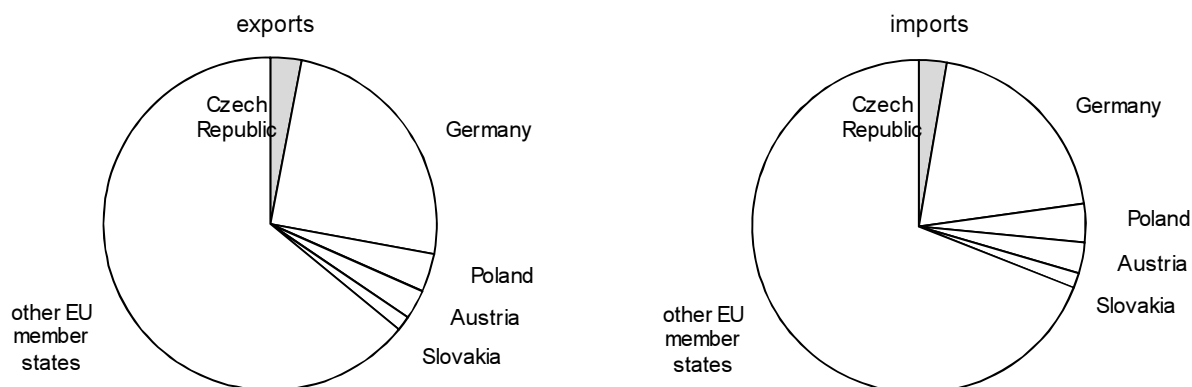 exports
Czech
Republic
Germany
Poland
Austria
Slovakia
other EU
member
states
imports
Czech
Republic
Germany
Poland
Austria
Slovakia
other EU
member
states